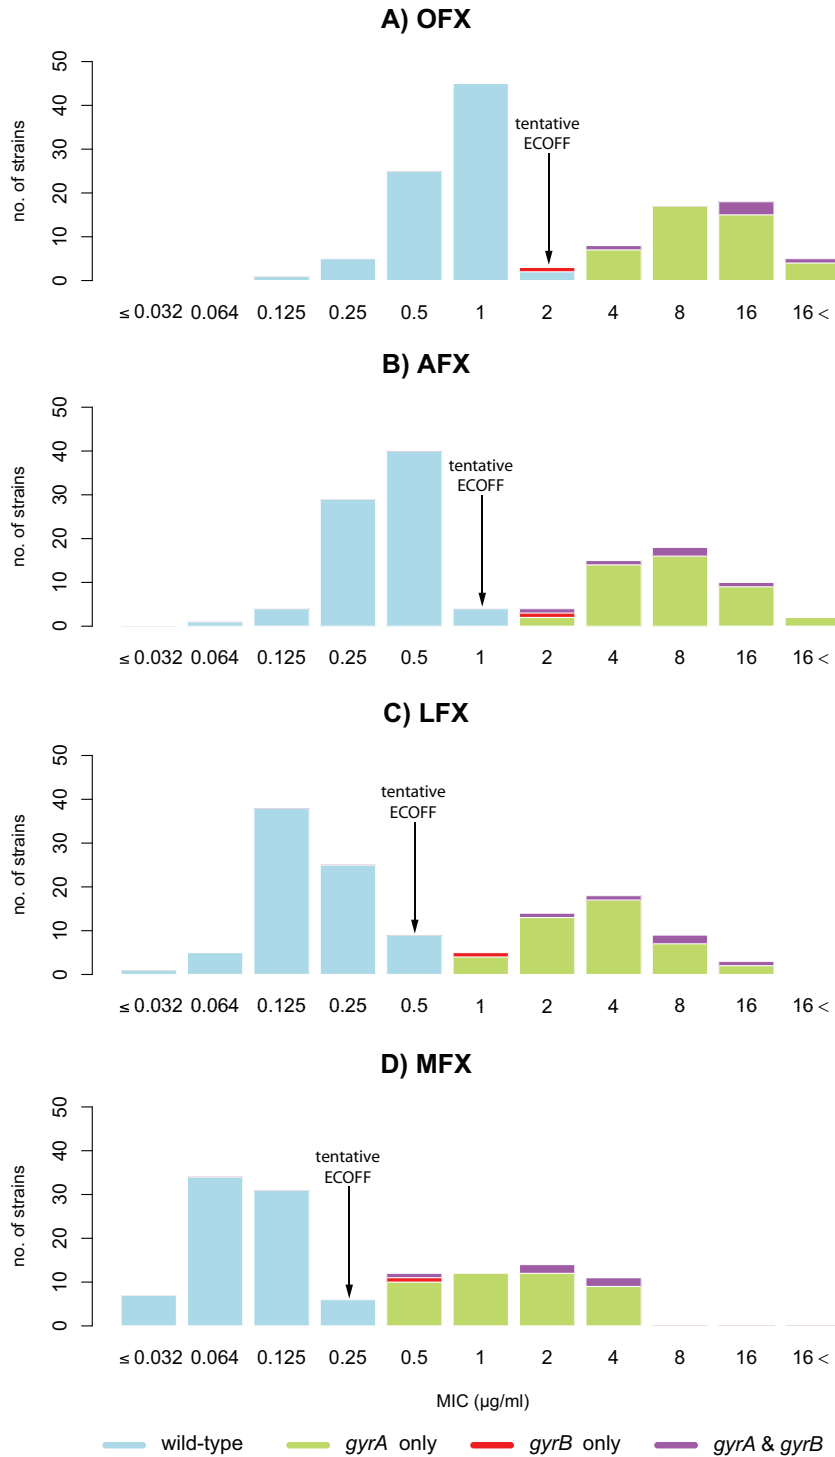 A) OFX
no. of strains
50
40
30
20
10
0
tentative
ECOFF
≤ 0.032 0.064 0.125 0.25 0.5 1 2 4 8 16 16 <
B) AFX
no. of strains
50
40
30
20
10
0
tentative
ECOFF
≤ 0.032 0.064 0.125 0.25 0.5 1 2 4 8 16 16 <
C) LFX
no. of strains
50
40
30
20
10
0
tentative
ECOFF
≤ 0.032 0.064 0.125 0.25 0.5 1 2 4 8 16 16 <
D) MFX
no. of strains
50
40
30
20
10
0
tentative
ECOFF
≤ 0.032 0.064 0.125 0.25 0.5 1 2 4 8 16 16 <
MIC (µg/ml)
wild-type gyrA only gyrB only gyrA & gyrB